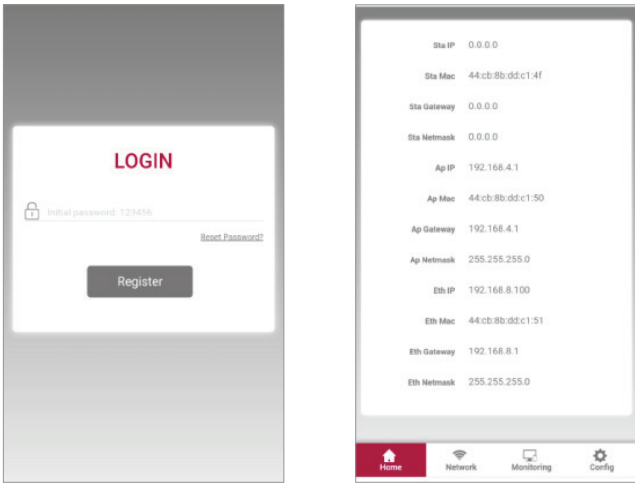 LOGIN
Initial password: 123456
Reset Password?
Register
Sta IP 0.0.0.0
Sta Mac 44:cb:8b:dd:c1:4f
Sta Gateway 0.0.0.0
Sta Netmask 0.0.0.0
Ap IP 192.168.4.1
Ap Mac 44:cb:8b:dd:c1:50
Ap Gateway 192.168.4.1
Ap Netmask 255.255.255.0
Eth IP 192.168.8.100
Eth Mac 44:cb:8b:dd:c1:51
Eth Gateway 192.168.8.1
Eth Netmask 255.255.255.0
Home Network Monitoring Config